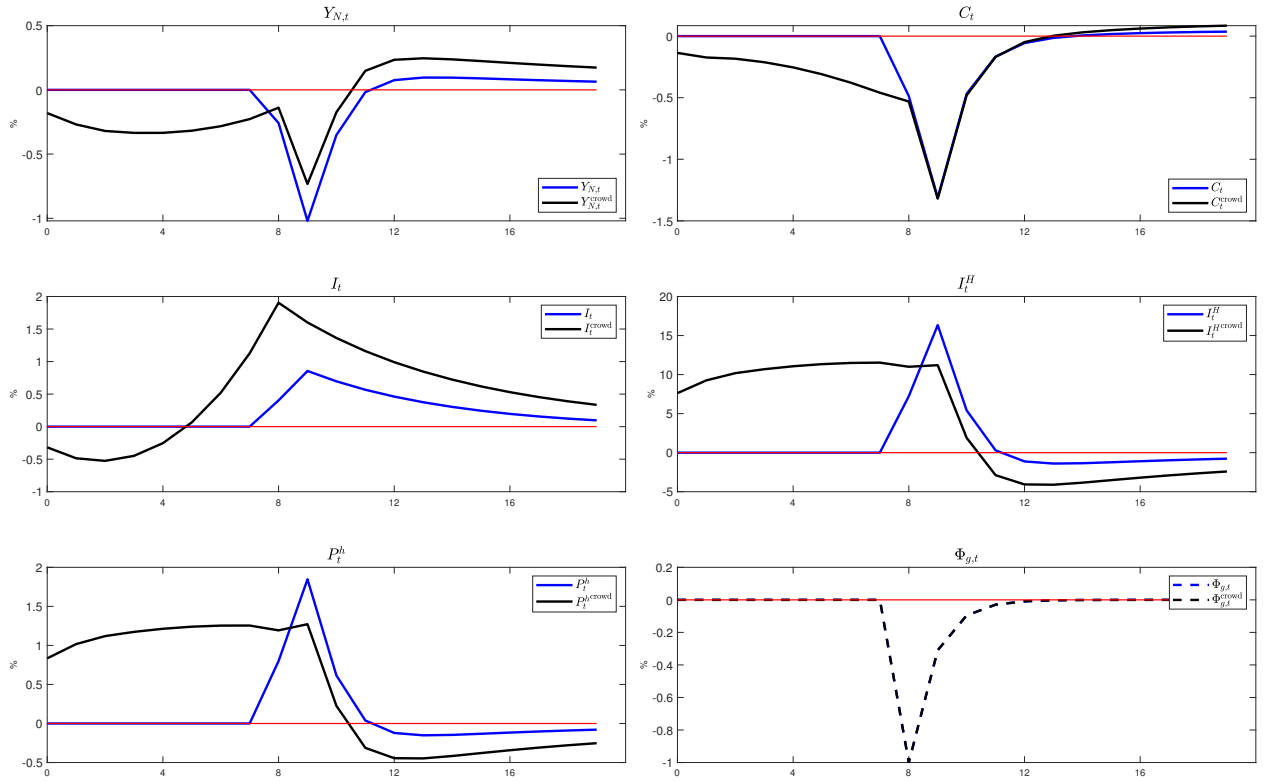 Y_{N,t}
0.5
0
-0.5
-1
%
0 4 8 12 16
Y_{N,t}
Y_{N,t}^{crowd}
C_t
0
-0.5
-1
-1.5
%
0 4 8 12 16
C_t
C_t^{crowd}
I_t
2
1.5
1
0.5
0
-0.5
-1
%
0 4 8 12 16
I_t
I_t^{crowd}
I_t^H
20
15
10
5
0
-5
%
0 4 8 12 16
I_t^H
I_t^{H crowd}
P_t^h
2
1.5
1
0.5
0
-0.5
%
0 4 8 12 16
P_t^h
P_t^{h crowd}
Φ_{g,t}
0.2
0
-0.2
-0.4
-0.6
-0.8
-1
%
0 4 8 12 16
Φ_{g,t}
Φ_{g,t}^{crowd}